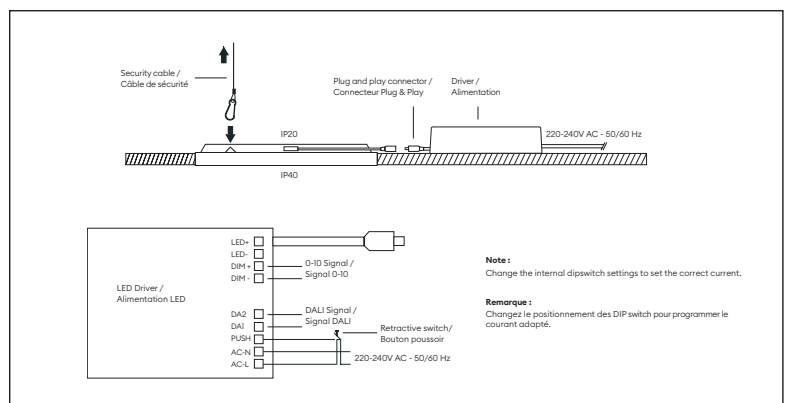 Security cable /
Câble de sécurité
Plug and play connector /
Connecteur Plug & Play
Driver /
Alimentation
220-240V AC - 50/60 Hz
IP20
IP40
LED Driver /
Alimentation LED
LED+
LED-
DIM +
DIM -
0-10 Signal /
Signal 0-10
DA2
DA1
PUSH
AC-N
AC-L
DALI Signal /
Signal DALI
Retractive switch/
Bouton poussoir
220-240V AC - 50/60 Hz
Note :
Change the internal dipswitch settings to set the correct current.
Remarque :
Changez le positionnement des DIP switch pour programmer le
courant adapté.